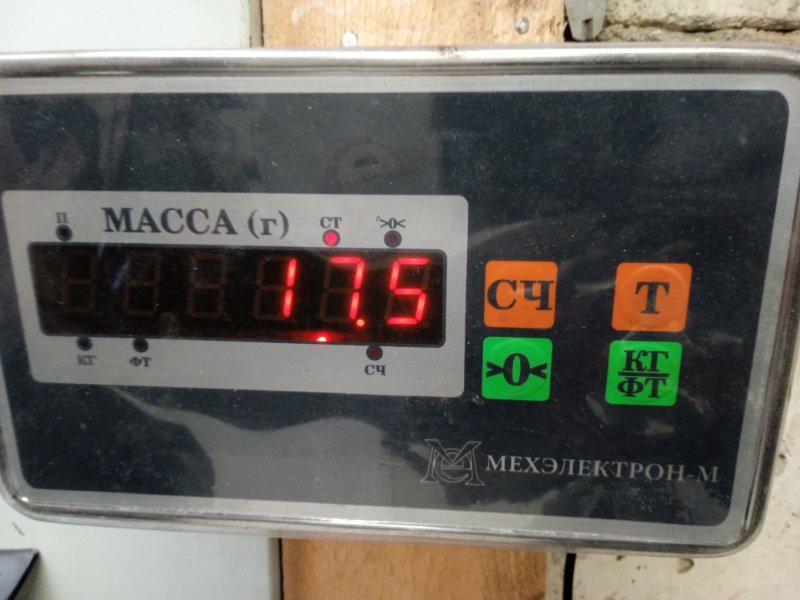 П МАССА (г) СТ >0<
17.5
КГ ФТ СЧ
СЧ Т
>0< КГ/ФТ
МЕХЭЛЕКТРОН-М